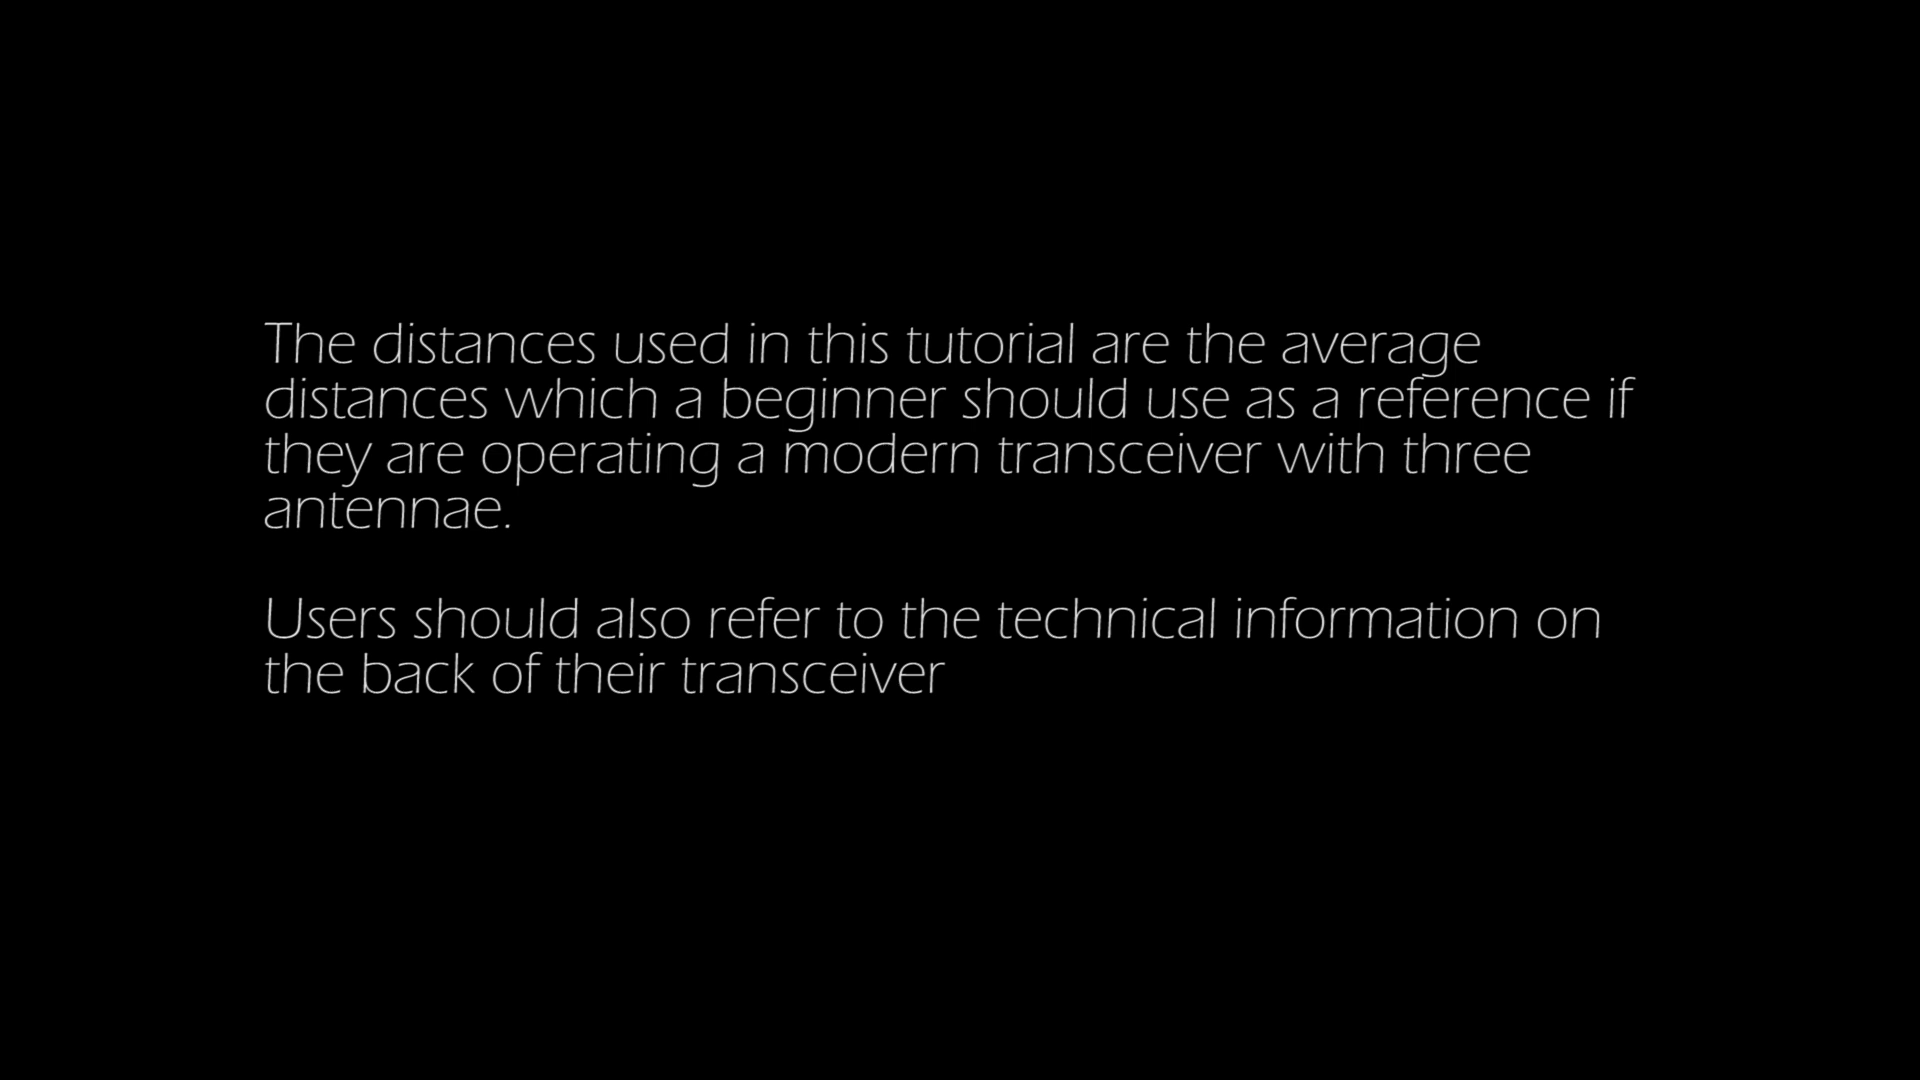 The distances used in this tutorial are the average
distances which a beginner should use as a reference if
they are operating a modern transceiver with three
antennae.
Users should also refer to the technical information on
the back of their transceiver